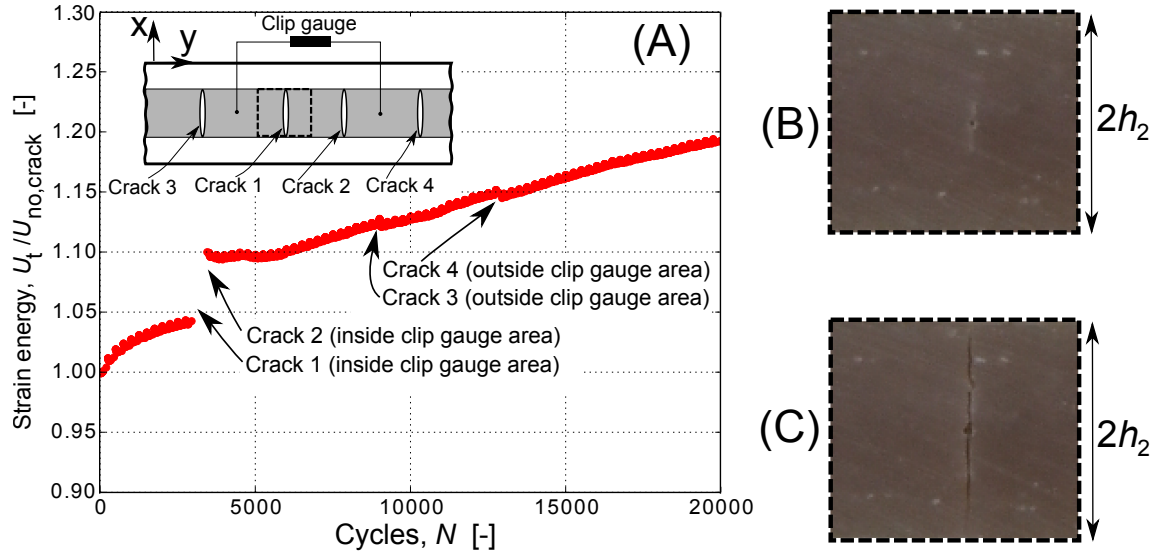 Clip gauge
(A)
x
y
Crack 3
Crack 1
Crack 2
Crack 4
1.30
1.25
1.20
1.15
1.10
1.05
1.00
0.95
0.90
Strain energy, U_t /U_no,crack [-]
Crack 4 (outside clip gauge area)
Crack 3 (outside clip gauge area)
Crack 2 (inside clip gauge area)
Crack 1 (inside clip gauge area)
0
5000
10000
15000
20000
Cycles, N [-]
(B)
2h₂
(C)
2h₂